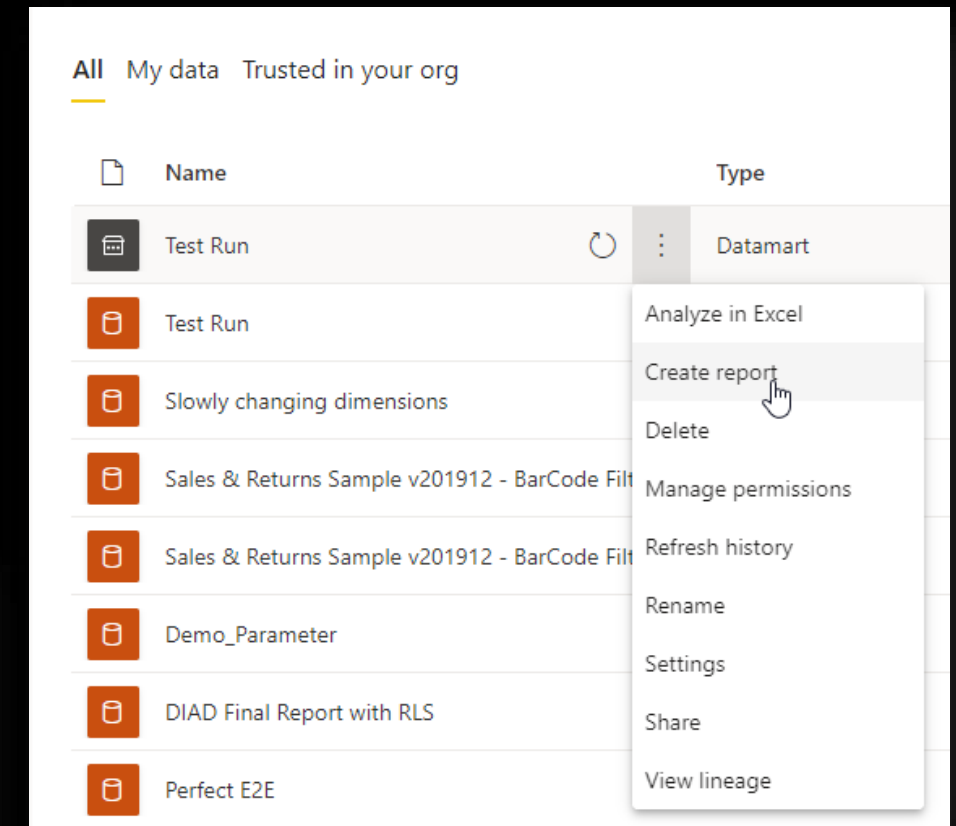 All My data Trusted in your org
Name Type
Test Run Datamart
Test Run
Slowly changing dimensions
Sales & Returns Sample v201912 - BarCode Filt
Sales & Returns Sample v201912 - BarCode Filt
Demo_Parameter
DIAD Final Report with RLS
Perfect E2E
Analyze in Excel
Create report
Delete
Manage permissions
Refresh history
Rename
Settings
Share
View lineage